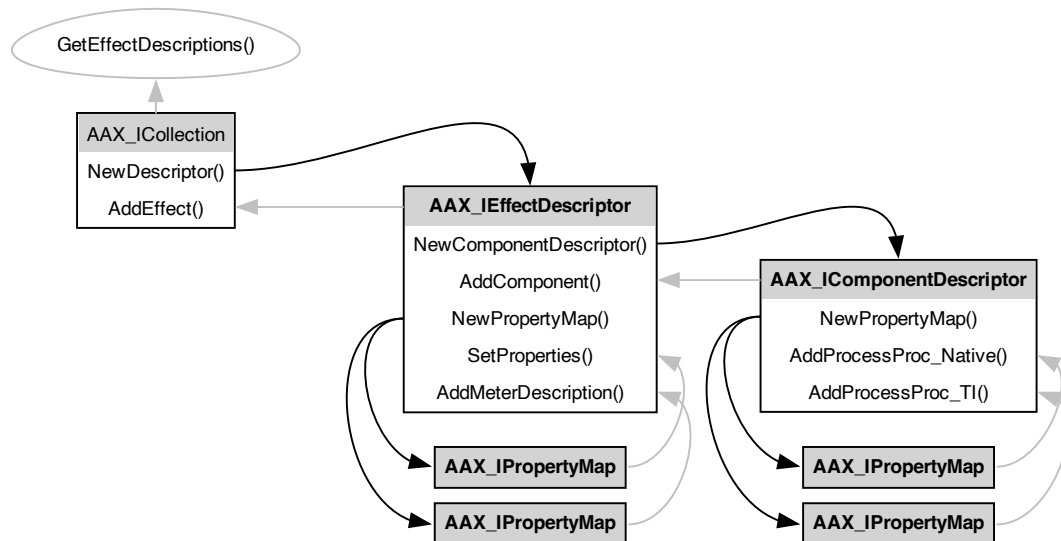 GetEffectDescriptions()
AAX_ICollection
NewDescriptor()
AddEffect()
AAX_IEffectDescriptor
NewComponentDescriptor()
AddComponent()
NewPropertyMap()
SetProperties()
AddMeterDescription()
AAX_IComponentDescriptor
NewPropertyMap()
AddProcessProc_Native()
AddProcessProc_TI()
AAX_IPropertyMap
AAX_IPropertyMap
AAX_IPropertyMap
AAX_IPropertyMap